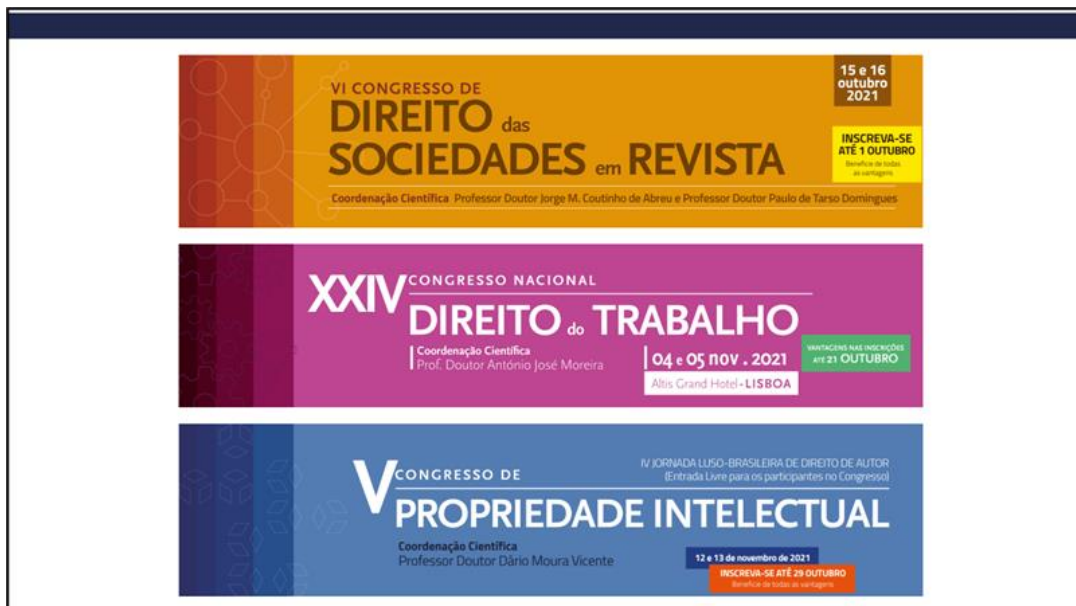 VI CONGRESSO DE
DIREITO das
SOCIEDADES em REVISTA
Coordenação Científica Professor Doutor Jorge M. Coutinho de Abreu e Professor Doutor Paulo de Tarso Domingues
15 e 16
outubro
2021
INSCREVA-SE
ATÉ 1 OUTUBRO
Beneficie de todas
as vantagens
XXIV CONGRESSO NACIONAL
DIREITO do TRABALHO
Coordenação Científica
Prof. Doutor António José Moreira
04 e 05 nov . 2021
Altis Grand Hotel - LISBOA
VANTAGENS NAS INSCRIÇÕES
ATÉ 21 OUTUBRO
IV JORNADA LUSO-BRASILEIRA DE DIREITO DE AUTOR
(Entrada Livre para os participantes no Congresso)
V CONGRESSO DE
PROPRIEDADE INTELECTUAL
Coordenação Científica
Professor Doutor Dário Moura Vicente
12 e 13 de novembro de 2021
INSCREVA-SE ATÉ 29 OUTUBRO
Beneficie de todas as vantagens